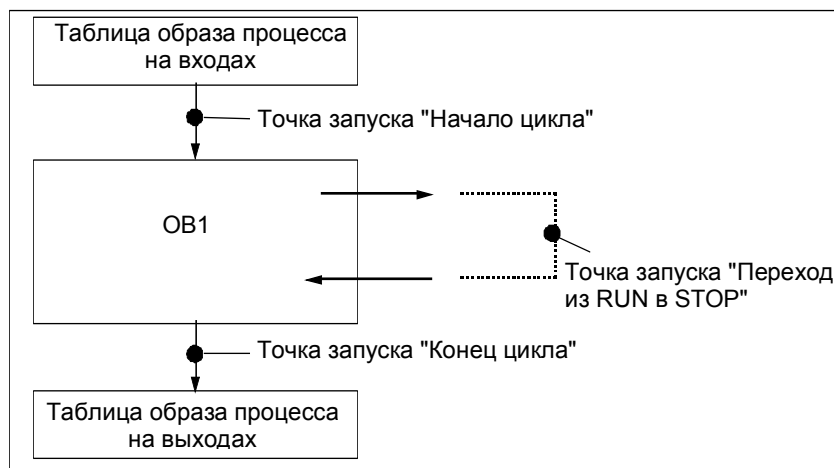 Таблица образа процесса
на входах
Точка запуска "Начало цикла"
OB1
Точка запуска "Переход
из RUN в STOP"
Точка запуска "Конец цикла"
Таблица образа процесса
на выходах